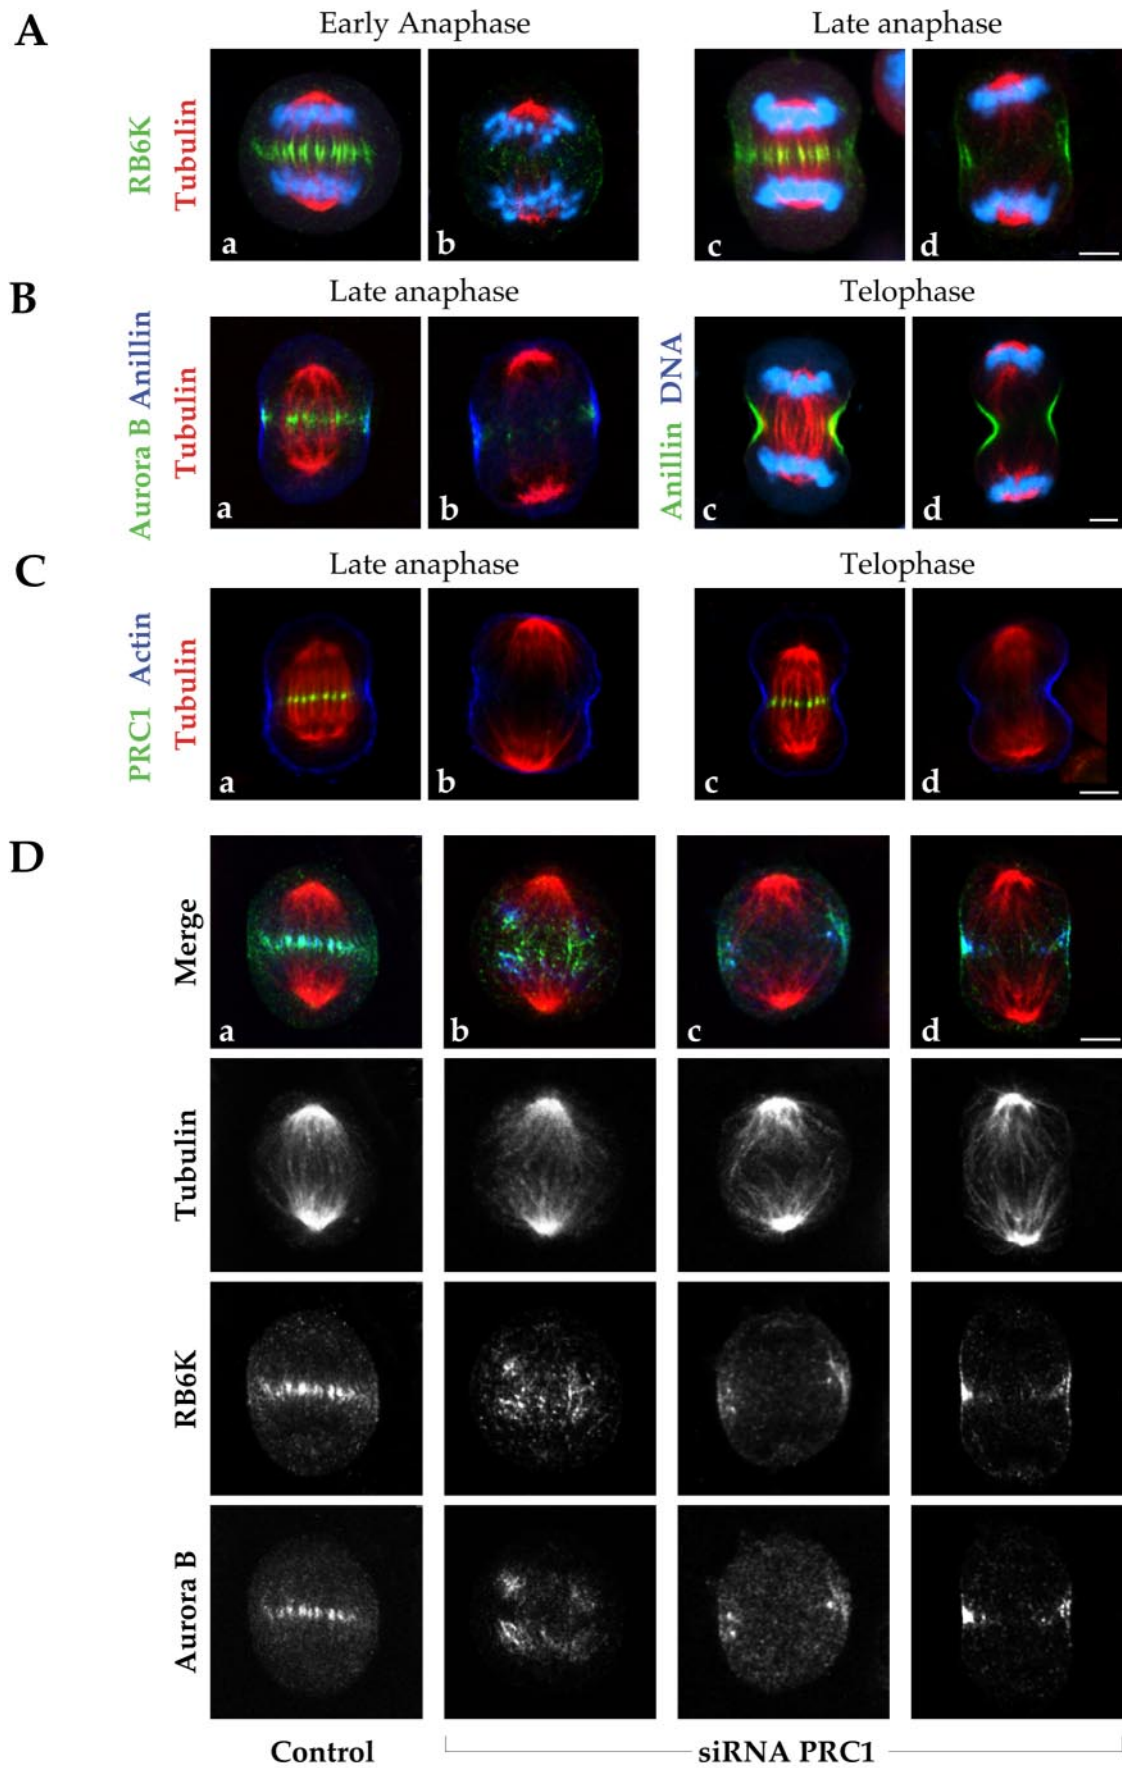 A
Early Anaphase
Late anaphase
RB6K
Tubulin
a
b
c
d
B
Late anaphase
Telophase
Aurora B Anillin
Tubulin
Anillin DNA
a
b
c
d
C
Late anaphase
Telophase
PRC1 Actin
Tubulin
a
b
c
d
D
Merge
a
b
c
d
Tubulin
RB6K
Aurora B
Control
siRNA PRC1